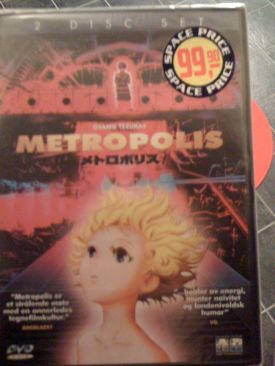 2 DISC SET
SPACE PRICE
99,90
SPACE PRICE
OSAMU TEZUKAS
METROPOLIS
メトロポリス
"Metropolis er
et strålende møte
med en annerledes
tegnefilmkultur."
DAGBLADET
bobler av energi,
munter naivitet
og fandenivoldsk
humor"
VG
DVD